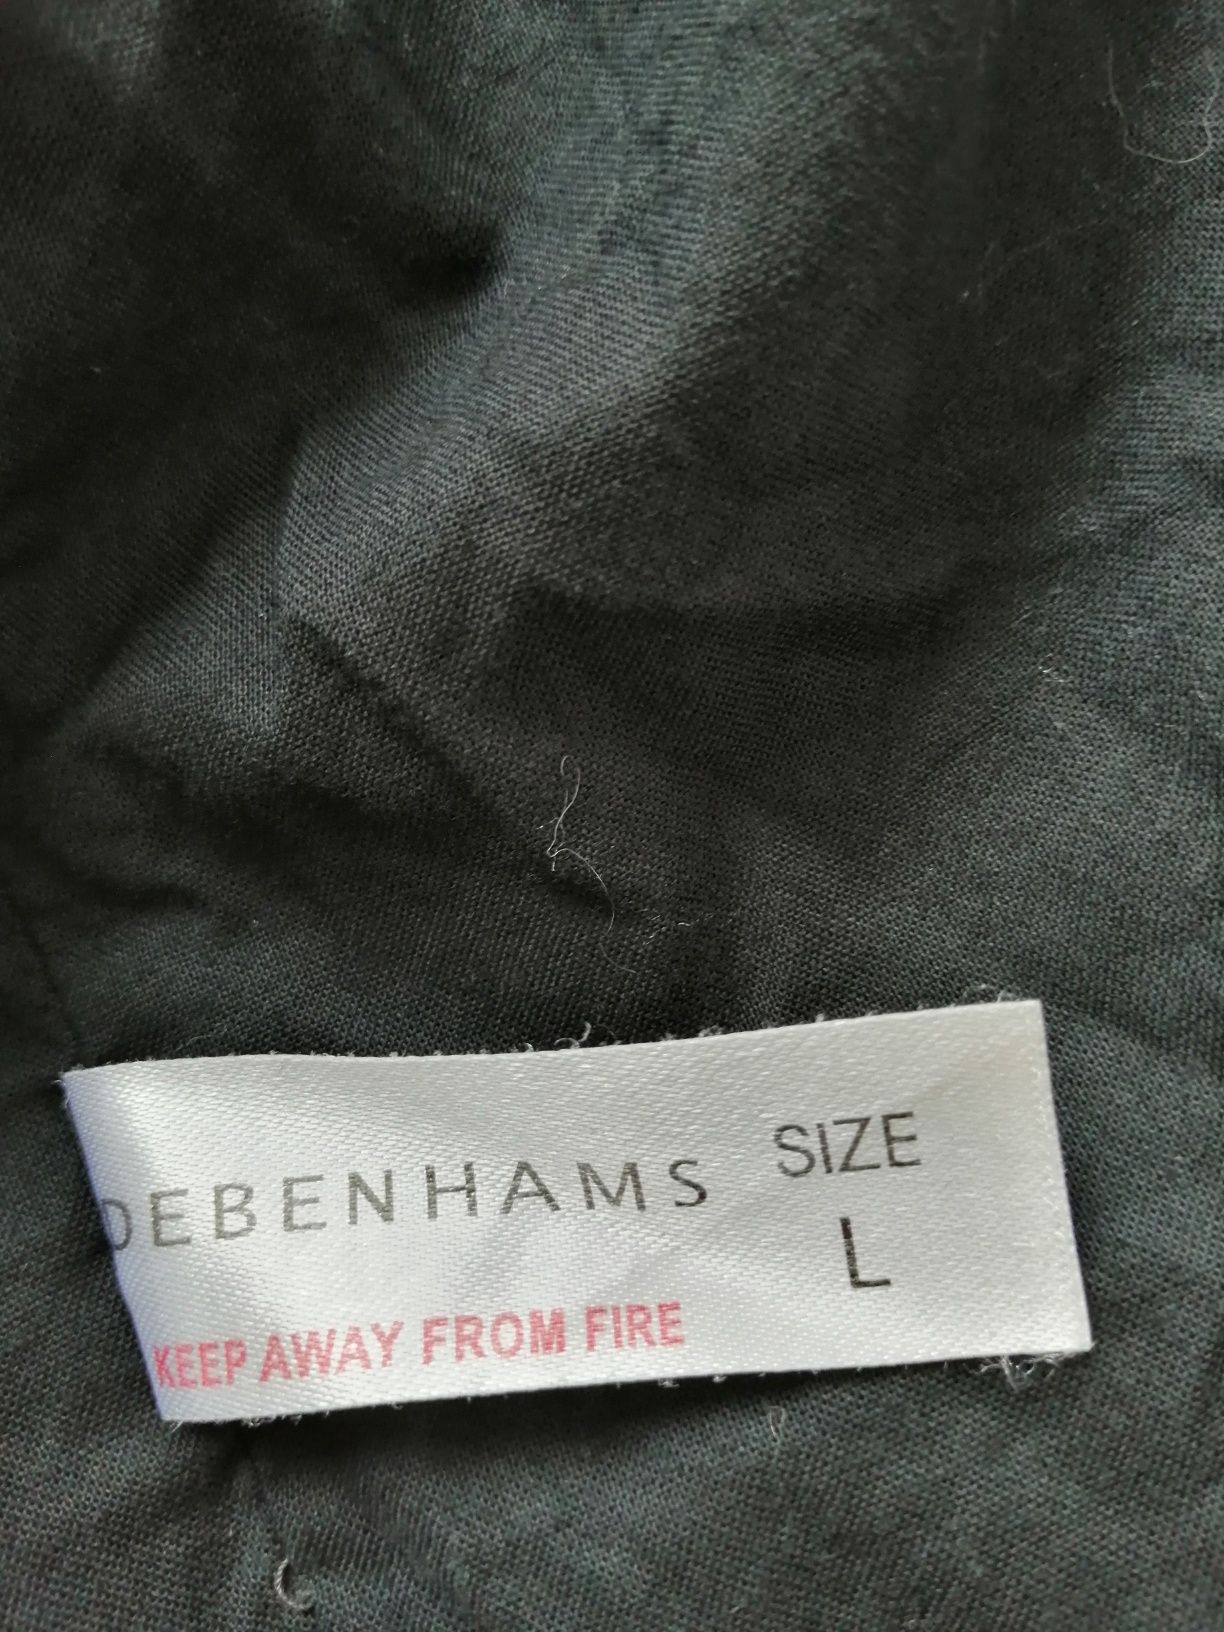 DEBENHAMS
SIZE
L
KEEP AWAY FROM FIRE